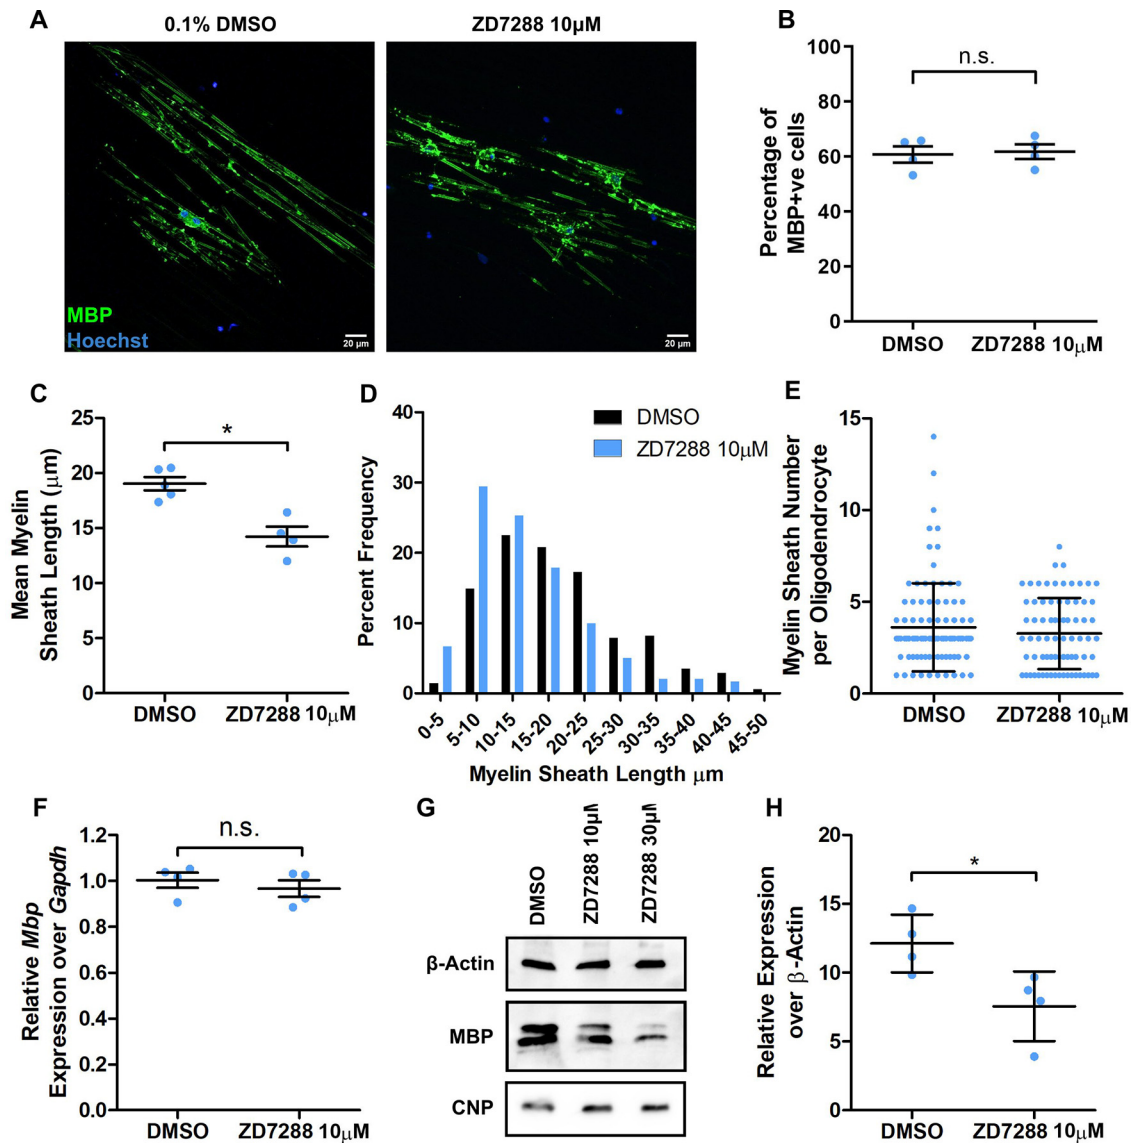 A
0.1% DMSO
ZD7288 10µM
MBP
Hoechst
20 µm
20 µm
B
Percentage of
MBP+ve cells
100
80
60
40
20
0
n.s.
DMSO
ZD7288 10µM
C
Mean Myelin
Sheath Length (µm)
25
20
15
10
5
0
*
DMSO
ZD7288 10µM
D
Percent Frequency
40
30
20
10
0
DMSO
ZD7288 10µM
0-5
5-10
10-15
15-20
20-25
25-30
30-35
35-40
40-45
45-50
Myelin Sheath Length µm
E
Myelin Sheath Number
per Oligodendrocyte
15
10
5
0
DMSO
ZD7288 10µM
F
Relative Mbp
Expression over Gapdh
1.2
1.0
0.8
0.6
0.4
0.2
0.0
n.s.
DMSO
ZD7288 10µM
G
DMSO
ZD7288 10µM
ZD7288 30µM
β-Actin
MBP
CNP
H
Relative Expression
over β-Actin
20
15
10
5
0
*
DMSO
ZD7288 10µM